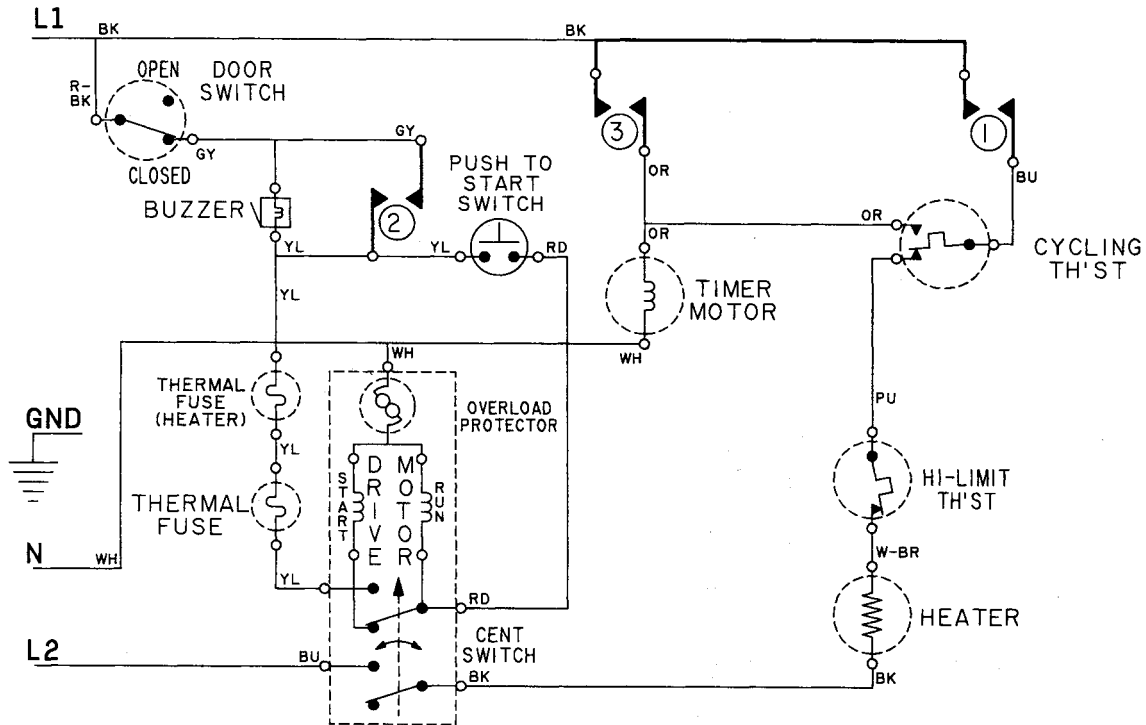 L1
BK
BK
R-
BK
OPEN
DOOR
SWITCH
CLOSED
GY
GY
BUZZER
2
PUSH TO
START
SWITCH
YL
YL
RD
YL
3
OR
OR
OR
1
BU
CYCLING
TH'ST
TIMER
MOTOR
WH
WH
THERMAL
FUSE
(HEATER)
OVERLOAD
PROTECTOR
GND
YL
THERMAL
FUSE
START
DRIVE
MOTOR
RUN
PU
HI-LIMIT
TH'ST
W-BR
N
WH
YL
RD
HEATER
CENT
SWITCH
L2
BU
BK
BK